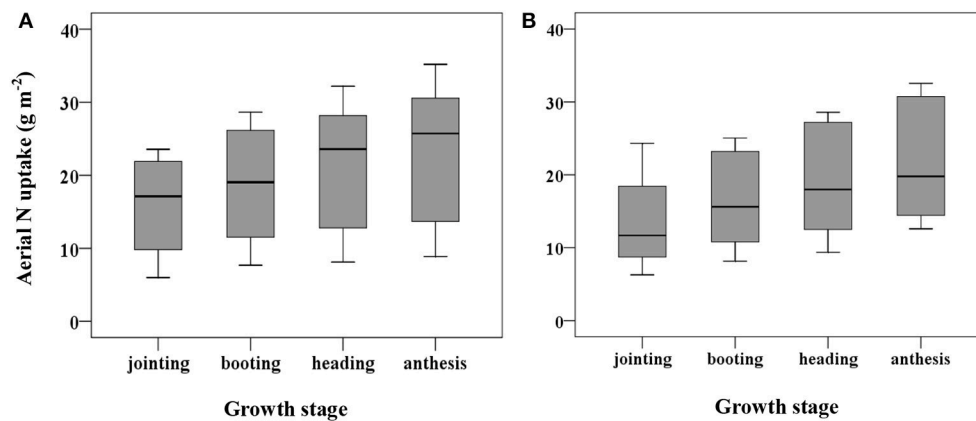 A
B
Aerial N uptake (g m⁻²)
40
30
20
10
0
jointing booting heading anthesis
Growth stage
40
30
20
10
0
jointing booting heading anthesis
Growth stage